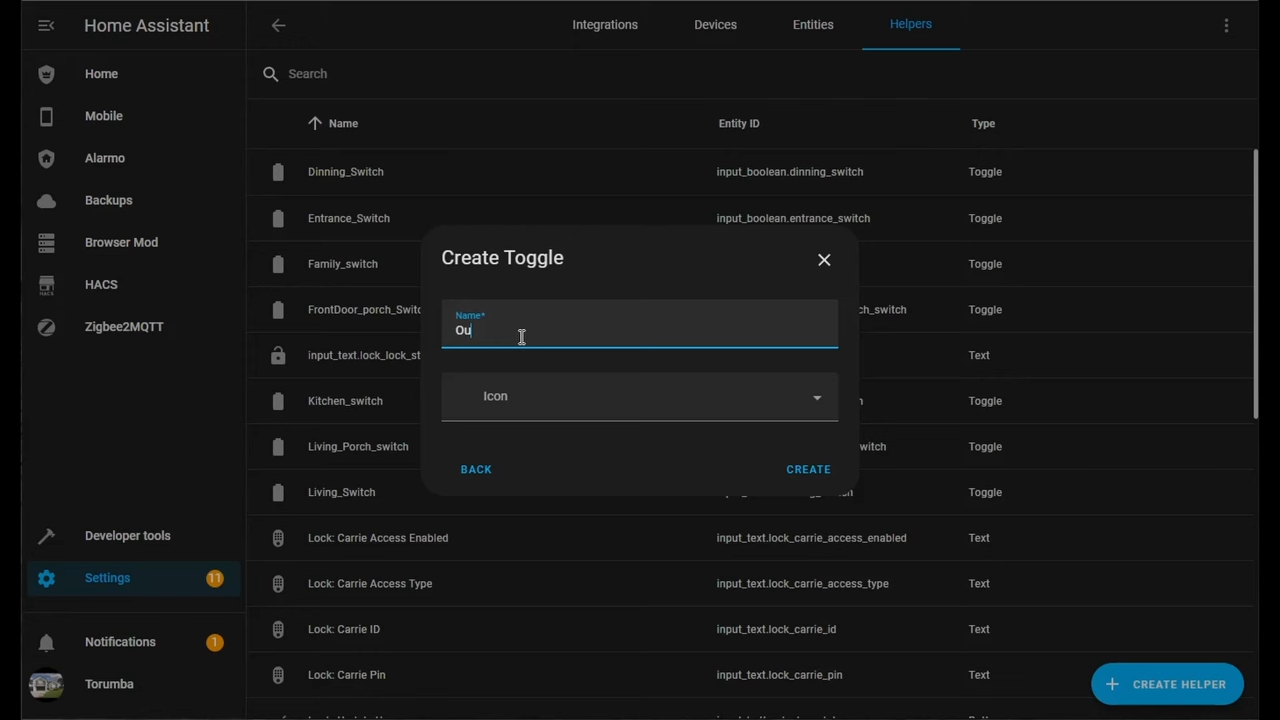 Home Assistant
Integrations
Devices
Entities
Helpers
Home
Mobile
Alarmo
Backups
Browser Mod
HACS
Zigbee2MQTT
Developer tools
Settings 11
Notifications 1
Torumba
Search
Name Entity ID Type
Dinning_Switch input_boolean.dinning_switch Toggle
Entrance_Switch input_boolean.entrance_switch Toggle
Family_switch Toggle
FrontDoor_porch_Switc ch_switch Toggle
input_text.lock_lock_st Text
Kitchen_switch Toggle
Living_Porch_switch witch Toggle
Living_Switch Toggle
Lock: Carrie Access Enabled input_text.lock_carrie_access_enabled Text
Lock: Carrie Access Type input_text.lock_carrie_access_type Text
Lock: Carrie ID input_text.lock_carrie_id Text
Lock: Carrie Pin input_text.lock_carrie_pin Text
Create Toggle
Name*
Ou
Icon
BACK
CREATE
CREATE HELPER